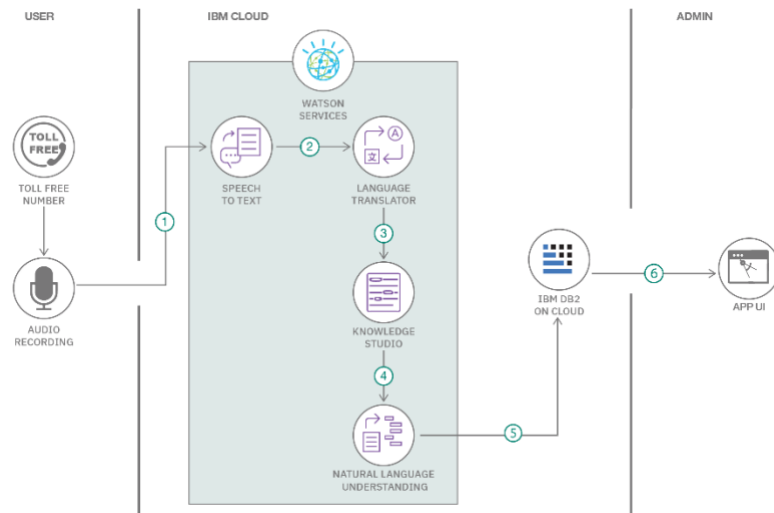 USER
IBM CLOUD
ADMIN
WATSON
SERVICES
TOLL
FREE
TOLL FREE
NUMBER
1
SPEECH
TO TEXT
2
A
文
LANGUAGE
TRANSLATOR
3
AUDIO
RECORDING
KNOWLEDGE
STUDIO
4
NATURAL LANGUAGE
UNDERSTANDING
5
IBM DB2
ON CLOUD
6
APP UI